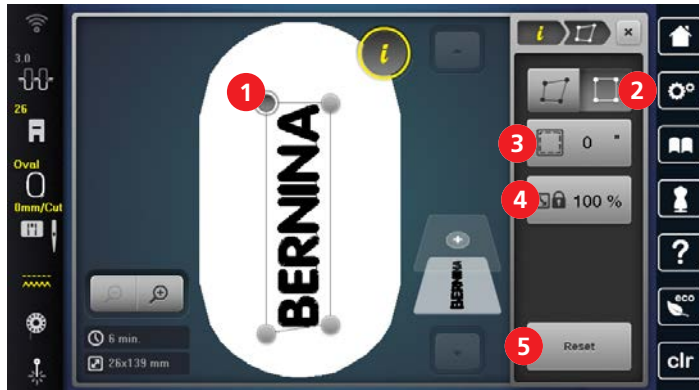 i
i
×
3.0
1
2
26
3
0 °
Oval
4
100 %
0mm/Cut
?
BERNINA
BERNINA
eco
6 min.
5
Reset
26x139 mm
clr